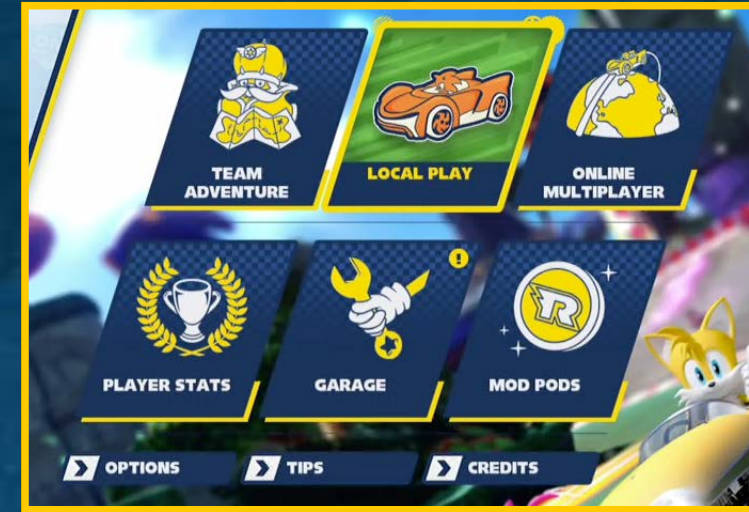 TEAM
ADVENTURE
LOCAL PLAY
ONLINE
MULTIPLAYER
!
PLAYER STATS
GARAGE
R
MOD PODS
OPTIONS
TIPS
CREDITS